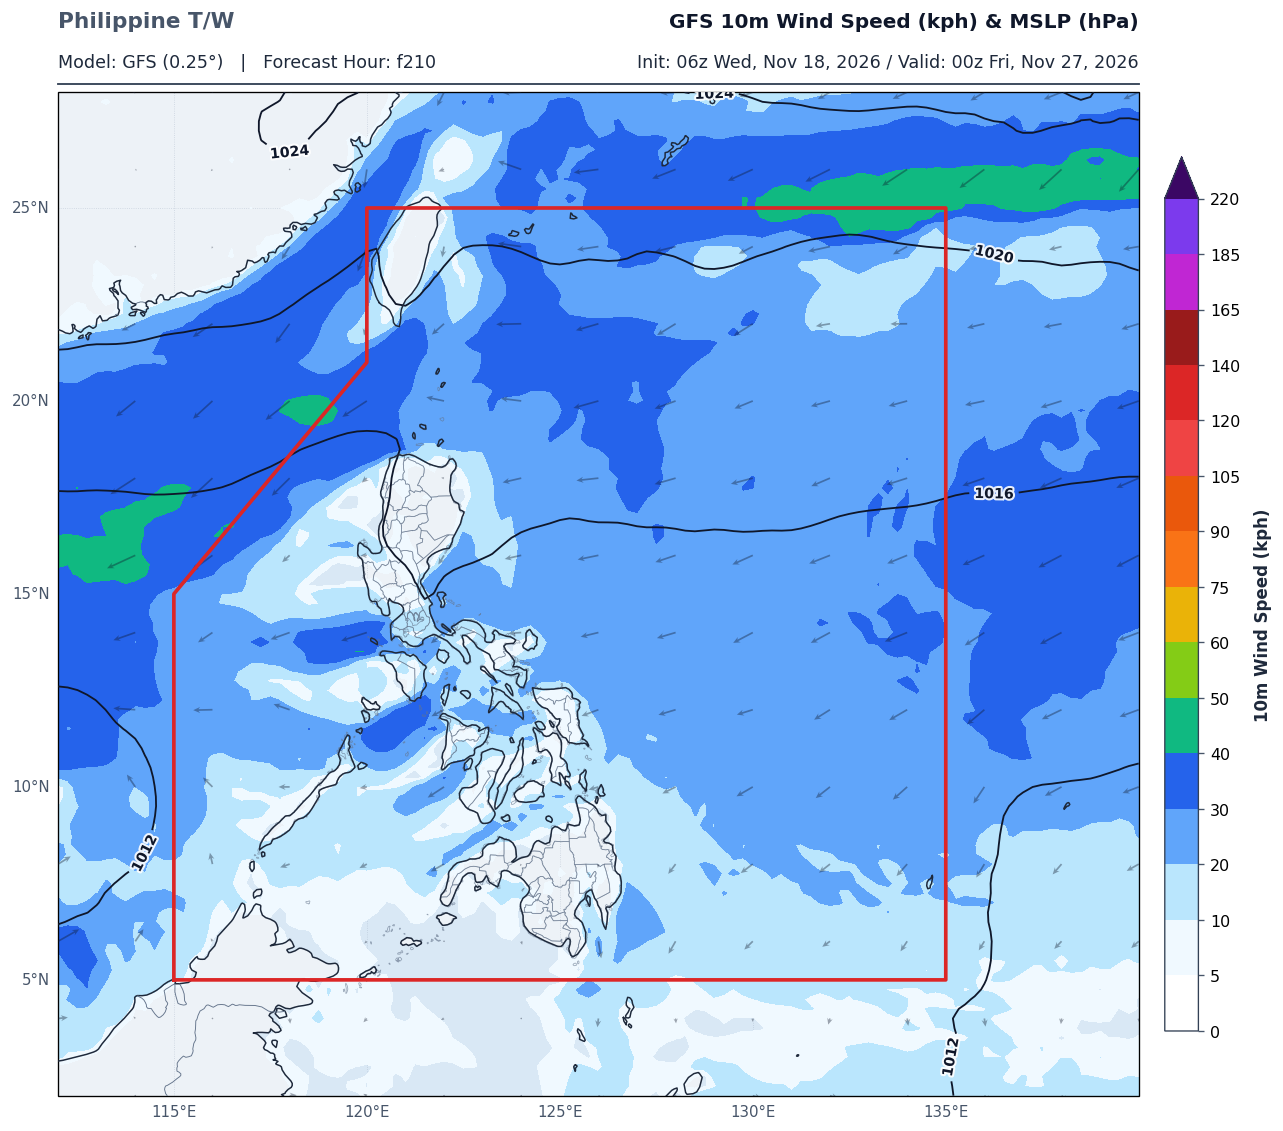 Philippine T/W
GFS 10m Wind Speed (kph) & MSLP (hPa)
Model: GFS (0.25°)   |   Forecast Hour: f210
Init: 06z Wed, Nov 18, 2026 / Valid: 00z Fri, Nov 27, 2026
1024
1024
1020
1016
1012
1012
25°N
20°N
15°N
10°N
5°N
115°E
120°E
125°E
130°E
135°E
220
185
165
140
120
105
90
75
60
50
40
30
20
10
5
0
10m Wind Speed (kph)